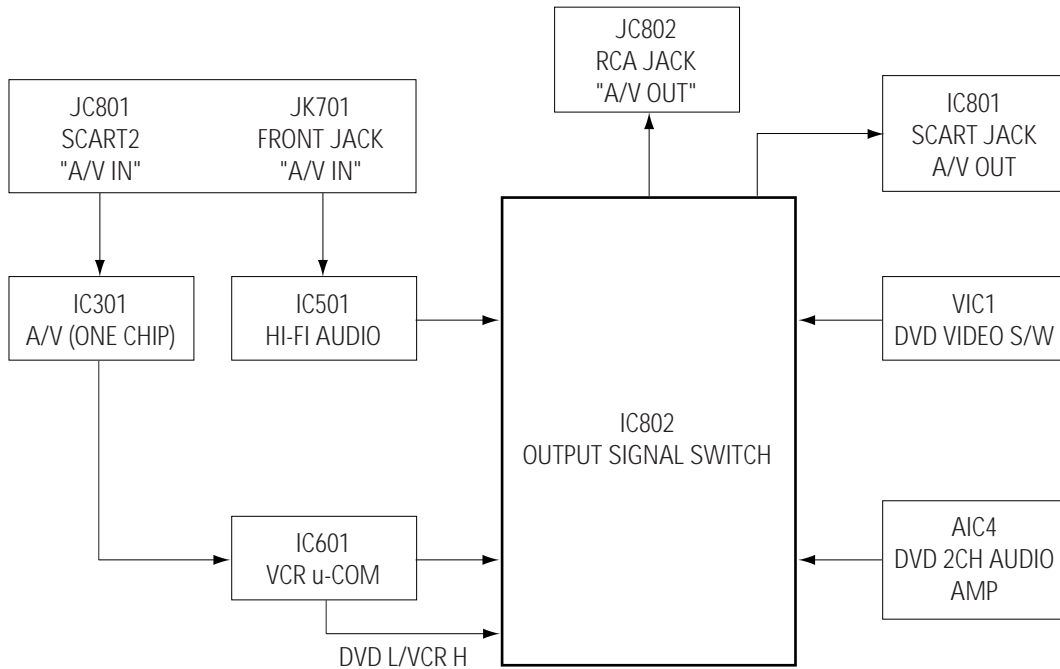 JC802
RCA JACK
"A/V OUT"
JC801
SCART2
"A/V IN"
JK701
FRONT JACK
"A/V IN"
IC801
SCART JACK
A/V OUT
IC301
A/V (ONE CHIP)
IC501
HI-FI AUDIO
VIC1
DVD VIDEO S/W
IC802
OUTPUT SIGNAL SWITCH
IC601
VCR u-COM
AIC4
DVD 2CH AUDIO
AMP
DVD L/VCR H